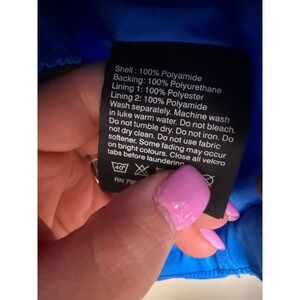 Shell : 100% Polyamide
Backing: 100% Polyurethane
Lining 1: 100% Polyester
Lining 2: 100% Polyamide
Wash separately. Machine wash
in luke warm water. Do not bleach.
Do not tumble dry. Do not iron. Do
not dry clean. Do not use fabric
softener. Some fading may occur
on bright colours. Close all velcro
tabs before laundering
40°
RN